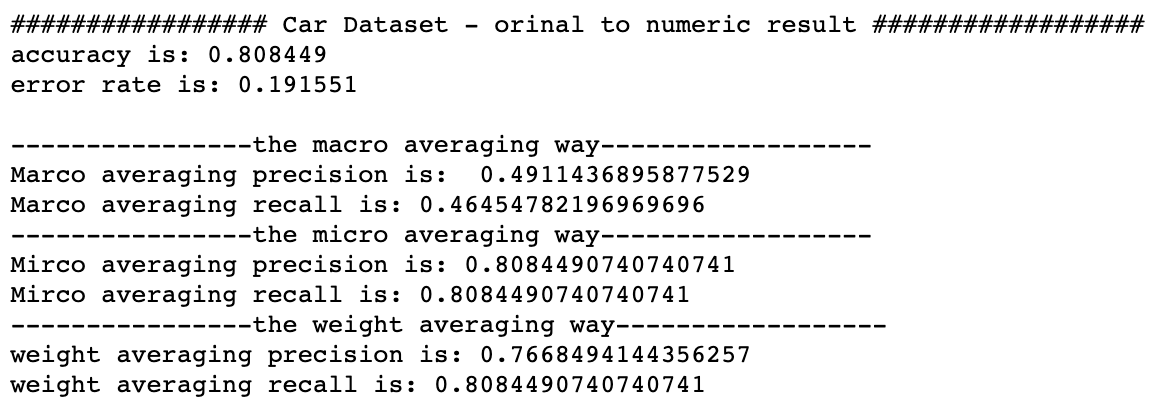 ################# Car Dataset - orinal to numeric result ##################
accuracy is: 0.808449
error rate is: 0.191551
----------------the macro averaging way------------------
Marco averaging precision is:  0.4911436895877529
Marco averaging recall is: 0.46454782196969696
----------------the micro averaging way------------------
Mirco averaging precision is: 0.8084490740740741
Mirco averaging recall is: 0.8084490740740741
----------------the weight averaging way------------------
weight averaging precision is: 0.7668494144356257
weight averaging recall is: 0.8084490740740741